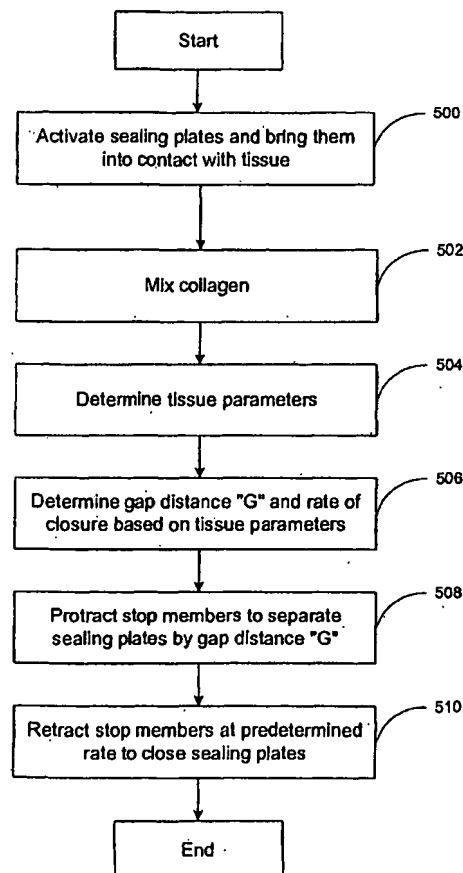 Start
500
Activate sealing plates and bring them
into contact with tissue
502
Mix collagen
504
Determine tissue parameters
506
Determine gap distance "G" and rate of
closure based on tissue parameters
508
Protract stop members to separate
sealing plates by gap distance "G"
510
Retract stop members at predetermined
rate to close sealing plates
End